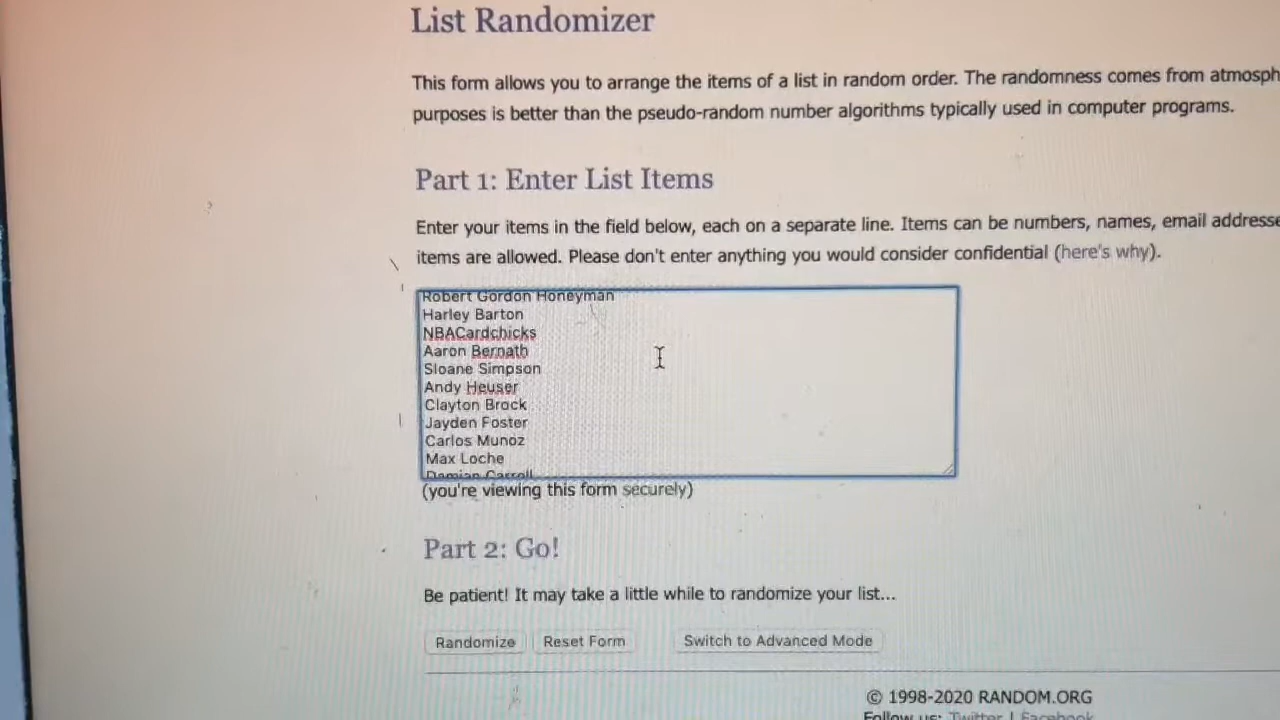 List Randomizer
This form allows you to arrange the items of a list in random order. The randomness comes from
purposes is better than the pseudo-random number algorithms typically used in computer programs.
Part 1: Enter List Items
Enter your items in the field below, each on a separate line. Items can be numbers, names, email
items are allowed. Please don't enter anything you would consider confidential (here's why).
Robert Gordon Honeyman
Harley Barton
NBACardchicks
Aaron Bernath
Sloane Simpson
Andy Heuser
Clayton Brock
Jayden Foster
Carlos Munoz
Max Loche
Damian Carroll
(you're viewing this form securely)
Part 2: Go!
Be patient! It may take a little while to randomize your list...
Randomize Reset Form Switch to Advanced Mode
© 1998-2020 RANDOM.ORG
Follow us: Twitter | Facebook